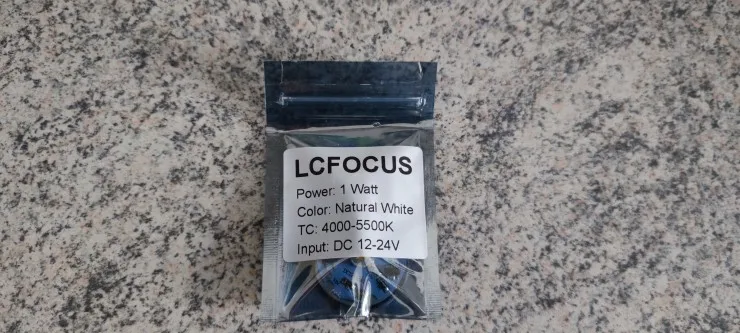 LCFOCUS
Power: 1 Watt
Color: Natural White
TC: 4000-5500K
Input: DC 12-24V